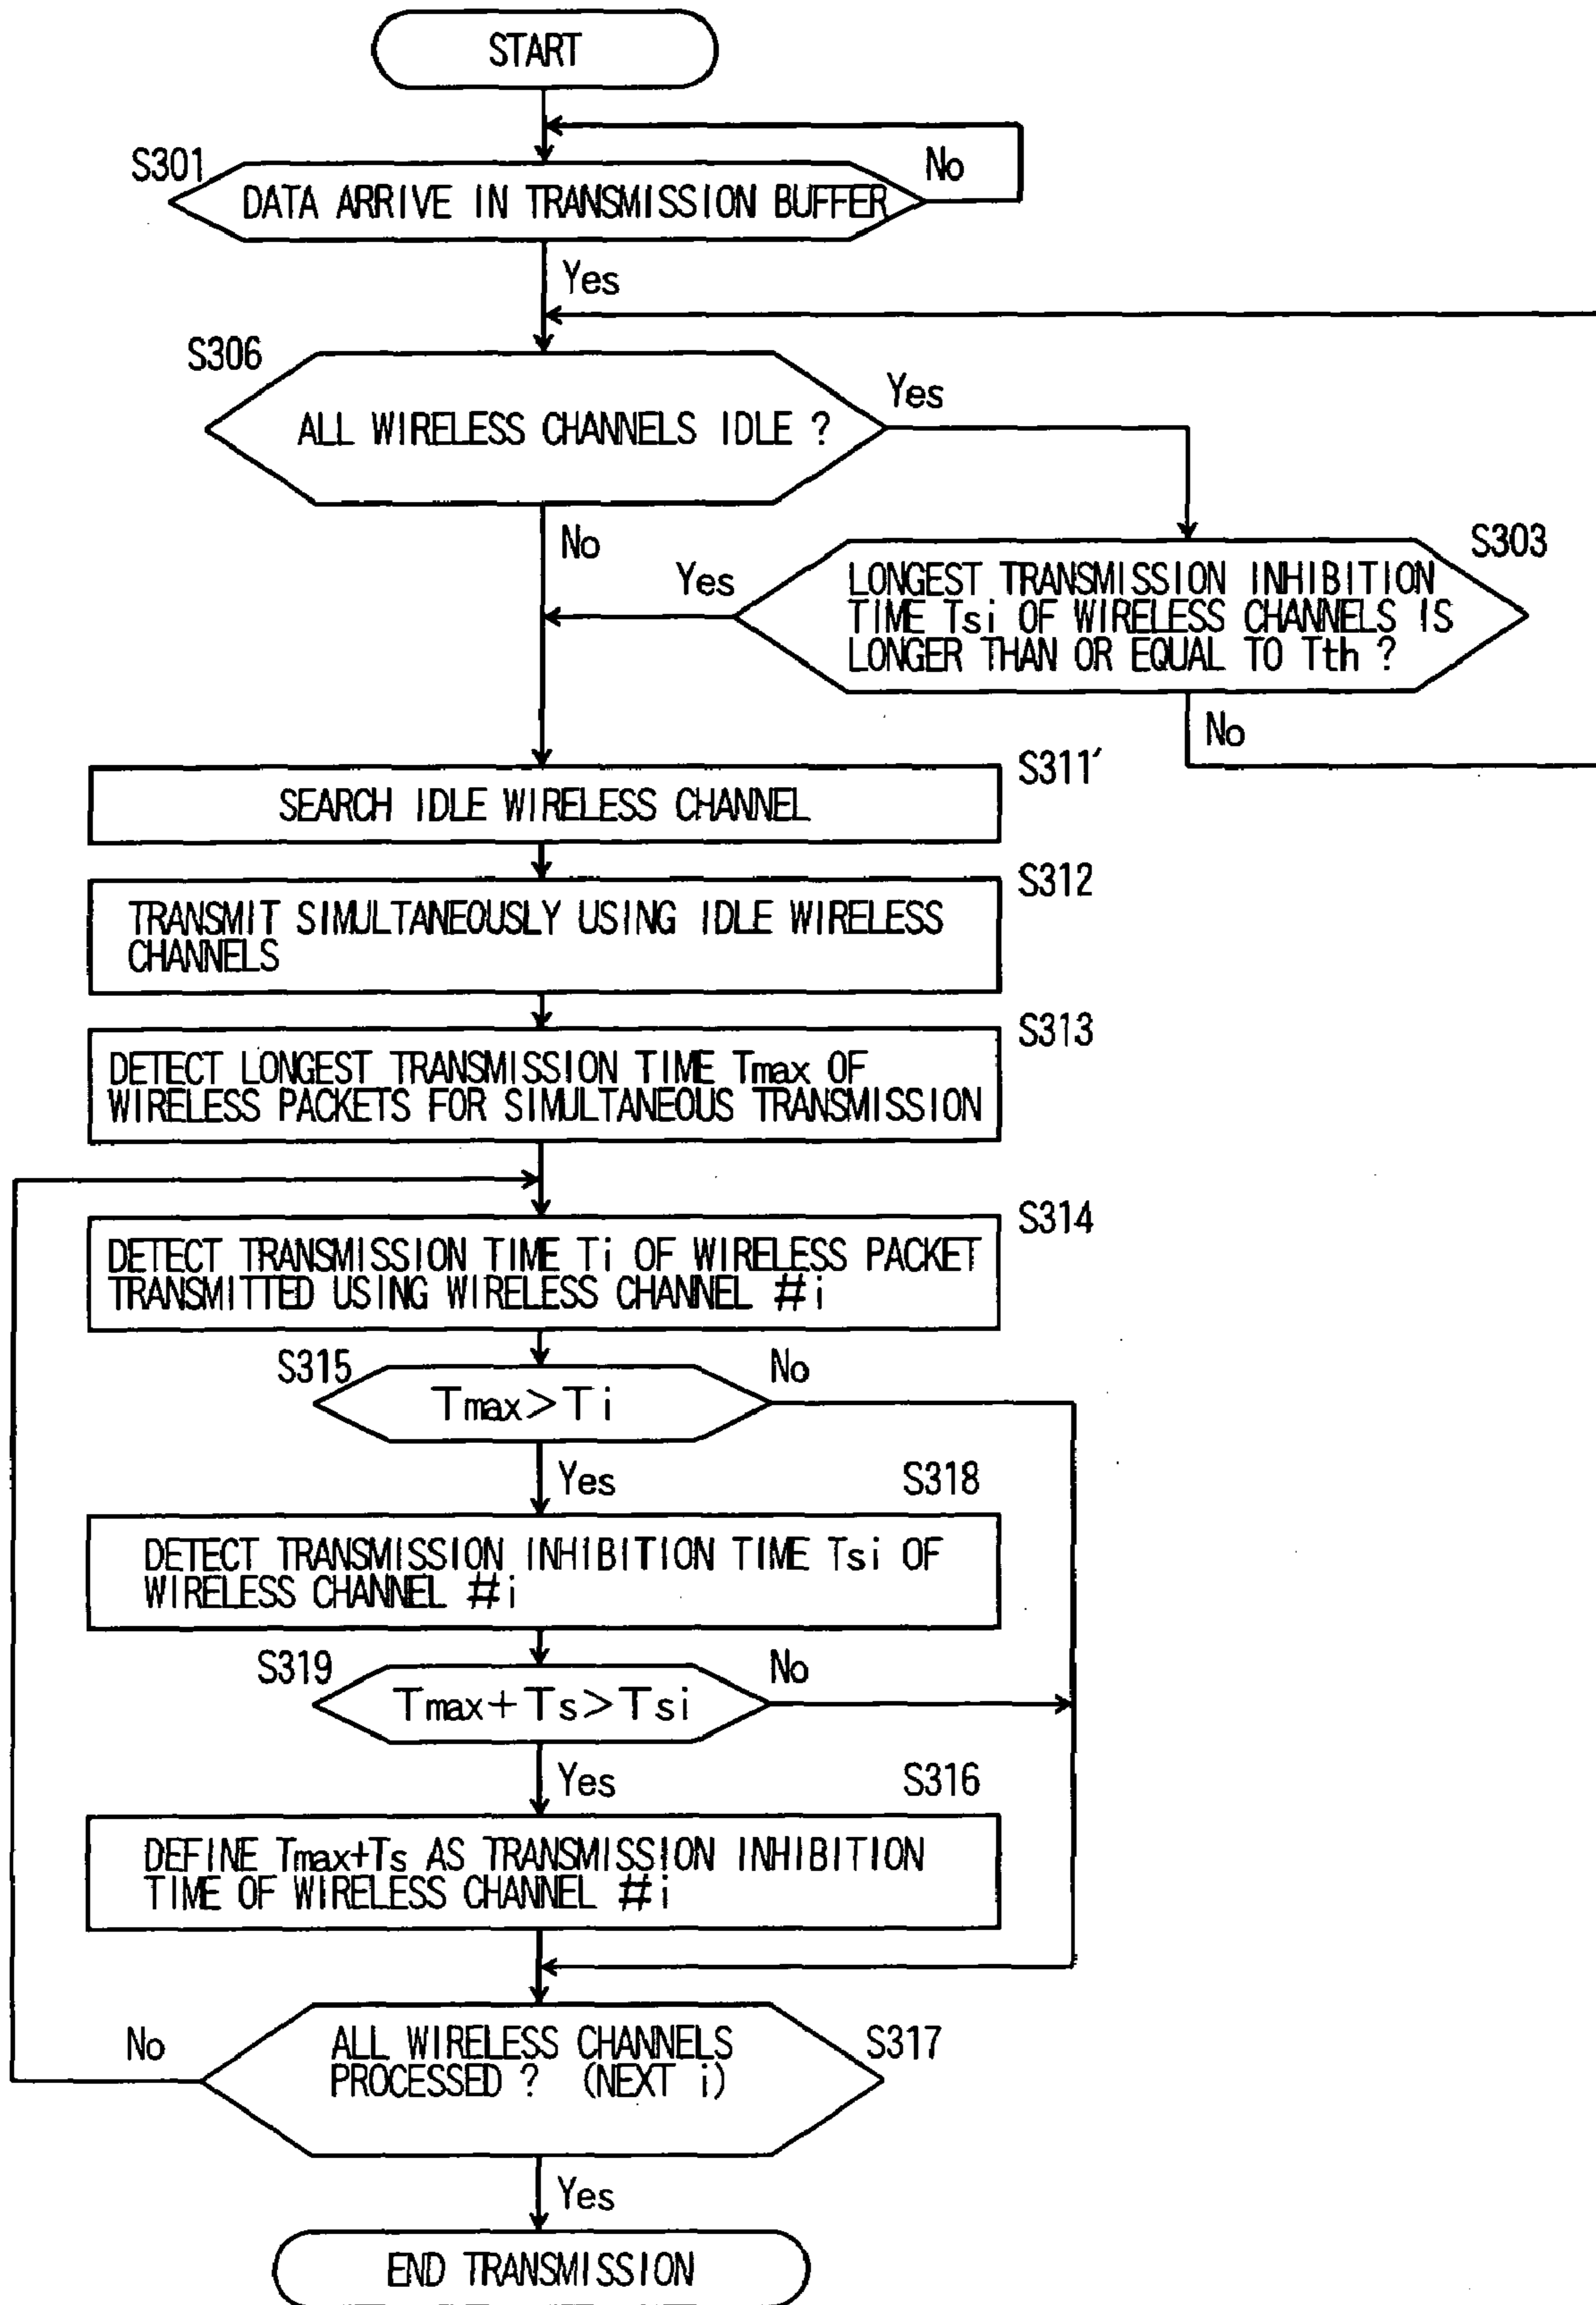 START
S301
No
DATA ARRIVE IN TRANSMISSION BUFFER
Yes
S306
Yes
ALL WIRELESS CHANNELS IDLE ?
No
S303
Yes
LONGEST TRANSMISSION INHIBITION
TIME Tsi OF WIRELESS CHANNELS IS
LONGER THAN OR EQUAL TO Tth ?
No
S311´
SEARCH IDLE WIRELESS CHANNEL
S312
TRANSMIT SIMULTANEOUSLY USING IDLE WIRELESS
CHANNELS
S313
DETECT LONGEST TRANSMISSION TIME Tmax OF
WIRELESS PACKETS FOR SIMULTANEOUS TRANSMISSION
S314
DETECT TRANSMISSION TIME Ti OF WIRELESS PACKET
TRANSMITTED USING WIRELESS CHANNEL #i
S315
No
Tmax>Ti
Yes
S318
DETECT TRANSMISSION INHIBITION TIME Tsi OF
WIRELESS CHANNEL #i
S319
No
Tmax+Ts>Tsi
Yes
S316
DEFINE Tmax+Ts AS TRANSMISSION INHIBITION
TIME OF WIRELESS CHANNEL #i
No
ALL WIRELESS CHANNELS
PROCESSED ? (NEXT i)
S317
Yes
END TRANSMISSION